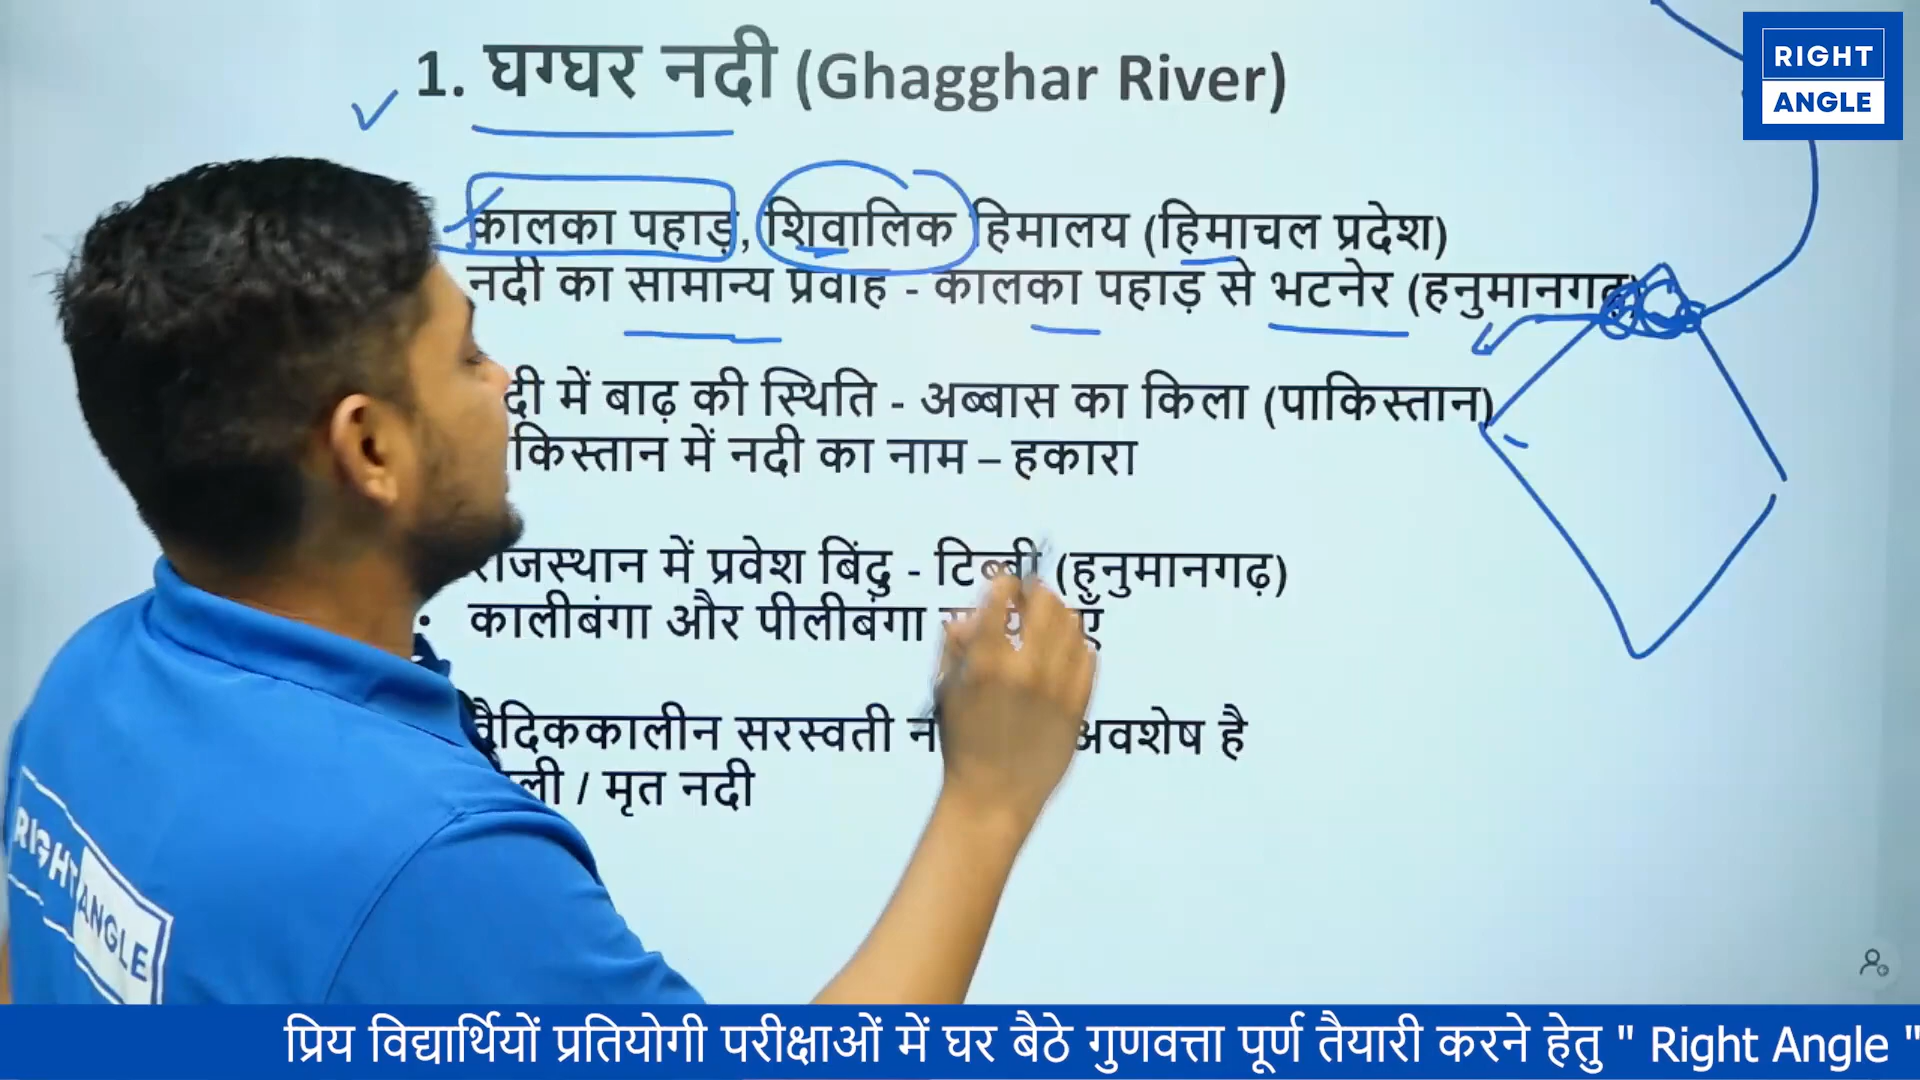 1. घग्घर नदी (Ghagghar River)
RIGHT
ANGLE
कालका पहाड़, शिवालिक हिमालय (हिमाचल प्रदेश)
नदी का सामान्य प्रवाह - कालका पहाड़ से भटनेर (हनुमानगढ़)
में बाढ़ की स्थिति - अब्बास का किला (पाकिस्तान)
में नदी का नाम – हकारा
में प्रवेश बिंदु - टिब्बी (हनुमानगढ़)
• कालीबंगा और पीलीबंगा
वैदिककालीन सरस्वती अवशेष है
/ मृत नदी
RIGHT
ANGLE
प्रिय विद्यार्थियों प्रतियोगी परीक्षाओं में घर बैठे गुणवत्ता पूर्ण तैयारी करने हेतु " Right Angle "